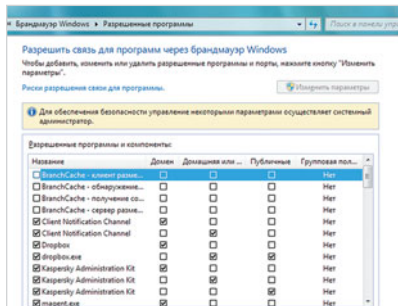 « Брандмауэр Windows ▸ Разрешенные программы
Поиск в панели упр
Разрешить связь для программ через брандмауэр Windows
Чтобы добавить, изменить или удалить разрешенные программы и порты, нажмите кнопку "Изменить
параметры".
Риски разрешения связи для программы.
Изменить параметры
Для обеспечения безопасности управление некоторыми параметрами осуществляет системный
администратор.
Разрешенные программы и компоненты:
Название Домен Домашняя или ... Публичные Групповая пол...
BranchCache - клиент разме... Нет
BranchCache - обнаружение... Нет
BranchCache - получение со... Нет
BranchCache - сервер разме... Нет
Client Notification Channel Нет
Client Notification Channel Нет
Dropbox Нет
dropbox.exe Нет
Kaspersky Administration Kit Нет
Kaspersky Administration Kit Нет
Kaspersky Administration Kit Нет
magent.exe Нет